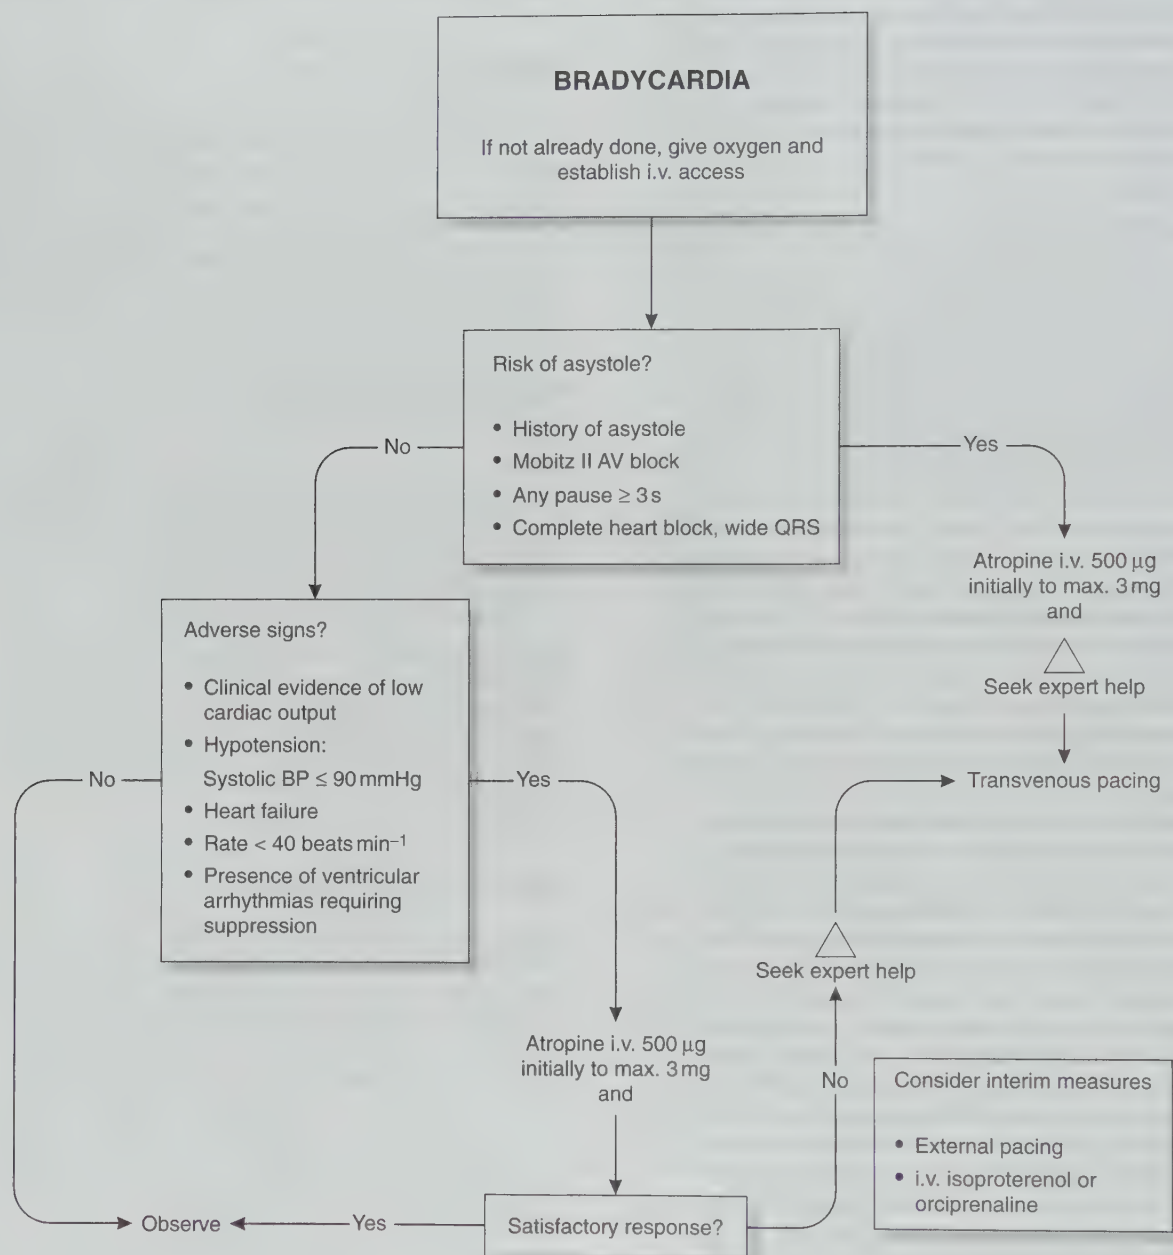 BRADYCARDIA
If not already done, give oxygen and
establish i.v. access
Risk of asystole?
• History of asystole
• Mobitz II AV block
• Any pause ≥ 3 s
• Complete heart block, wide QRS
No
Yes
Atropine i.v. 500 µg
initially to max. 3 mg
and
Seek expert help
Transvenous pacing
Adverse signs?
• Clinical evidence of low
cardiac output
• Hypotension:
Systolic BP ≤ 90 mmHg
• Heart failure
• Rate < 40 beats min⁻¹
• Presence of ventricular
arrhythmias requiring
suppression
No
Yes
Atropine i.v. 500 µg
initially to max. 3 mg
and
Satisfactory response?
Yes
Observe
No
Seek expert help
Consider interim measures
• External pacing
• i.v. isoproterenol or
orciprenaline